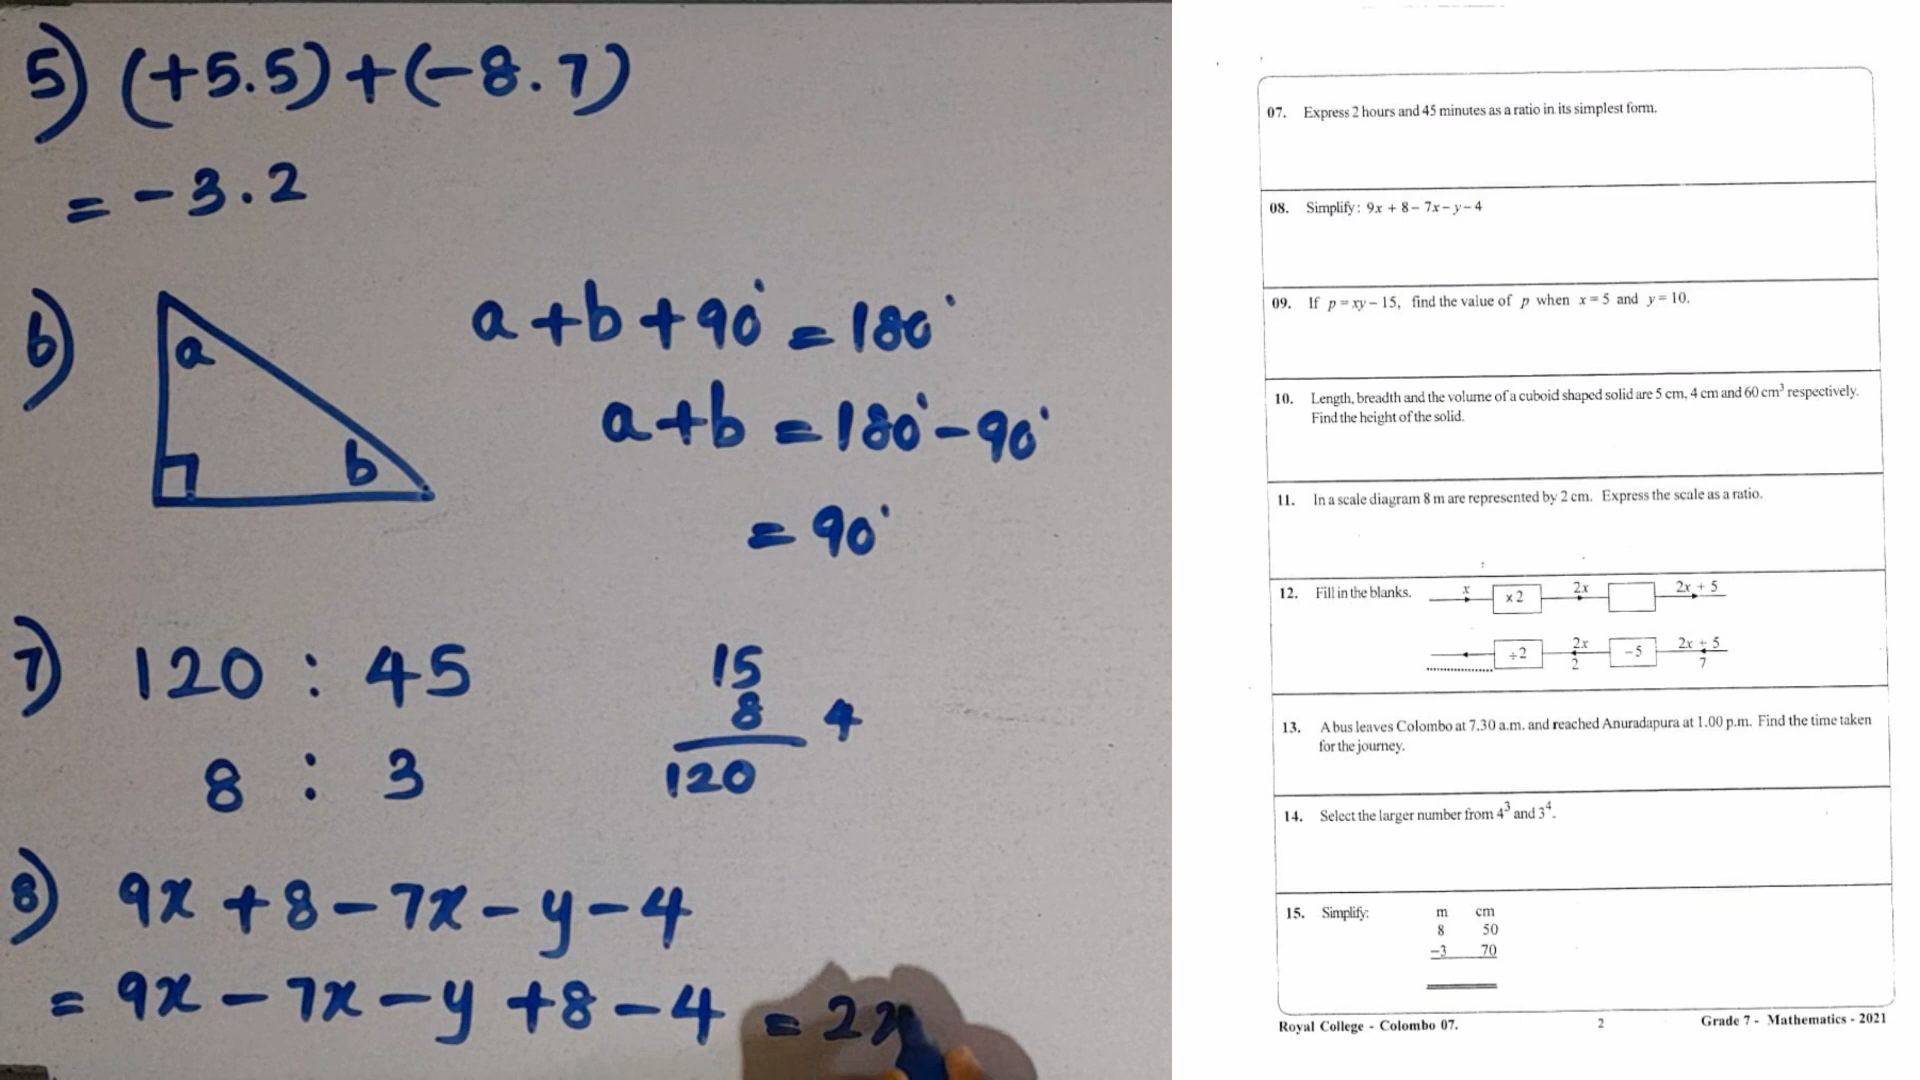 5) (+5.5)+(-8.7)
= -3.2
6) a b
a+b+90°=180°
a+b=180°-90°
=90°
7) 120 : 45
8 : 3
15
8 4
120
8) 9x+8-7x-y-4
= 9x-7x-y+8-4 = 2x
07. Express 2 hours and 45 minutes as a ratio in its simplest form.
08. Simplify: 9x + 8 – 7x – y – 4
09. If p = xy – 15, find the value of p when x = 5 and y = 10.
10. Length, breadth and the volume of a cuboid shaped solid are 5 cm, 4 cm and 60 cm³ respectively.
Find the height of the solid.
11. In a scale diagram 8 m are represented by 2 cm. Express the scale as a ratio.
12. Fill in the blanks. x × 2 2x 2x + 5
÷2 2x 2 –5 2x + 5 7
13. A bus leaves Colombo at 7.30 a.m. and reached Anuradapura at 1.00 p.m. Find the time taken
for the journey.
14. Select the larger number from 4³ and 3⁴.
15. Simplify: m cm
8 50
–3 70
Royal College - Colombo 07. 2 Grade 7 - Mathematics - 2021